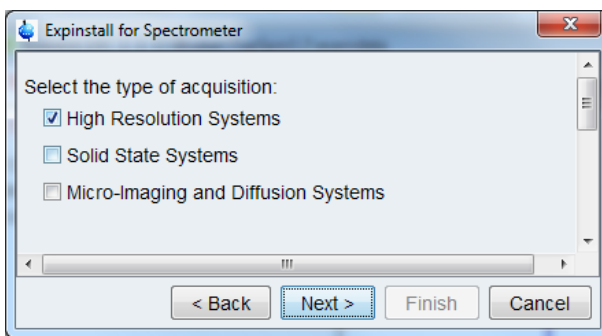 Expinstall for Spectrometer
Select the type of acquisition:
High Resolution Systems
Solid State Systems
Micro-Imaging and Diffusion Systems
< Back Next > Finish Cancel